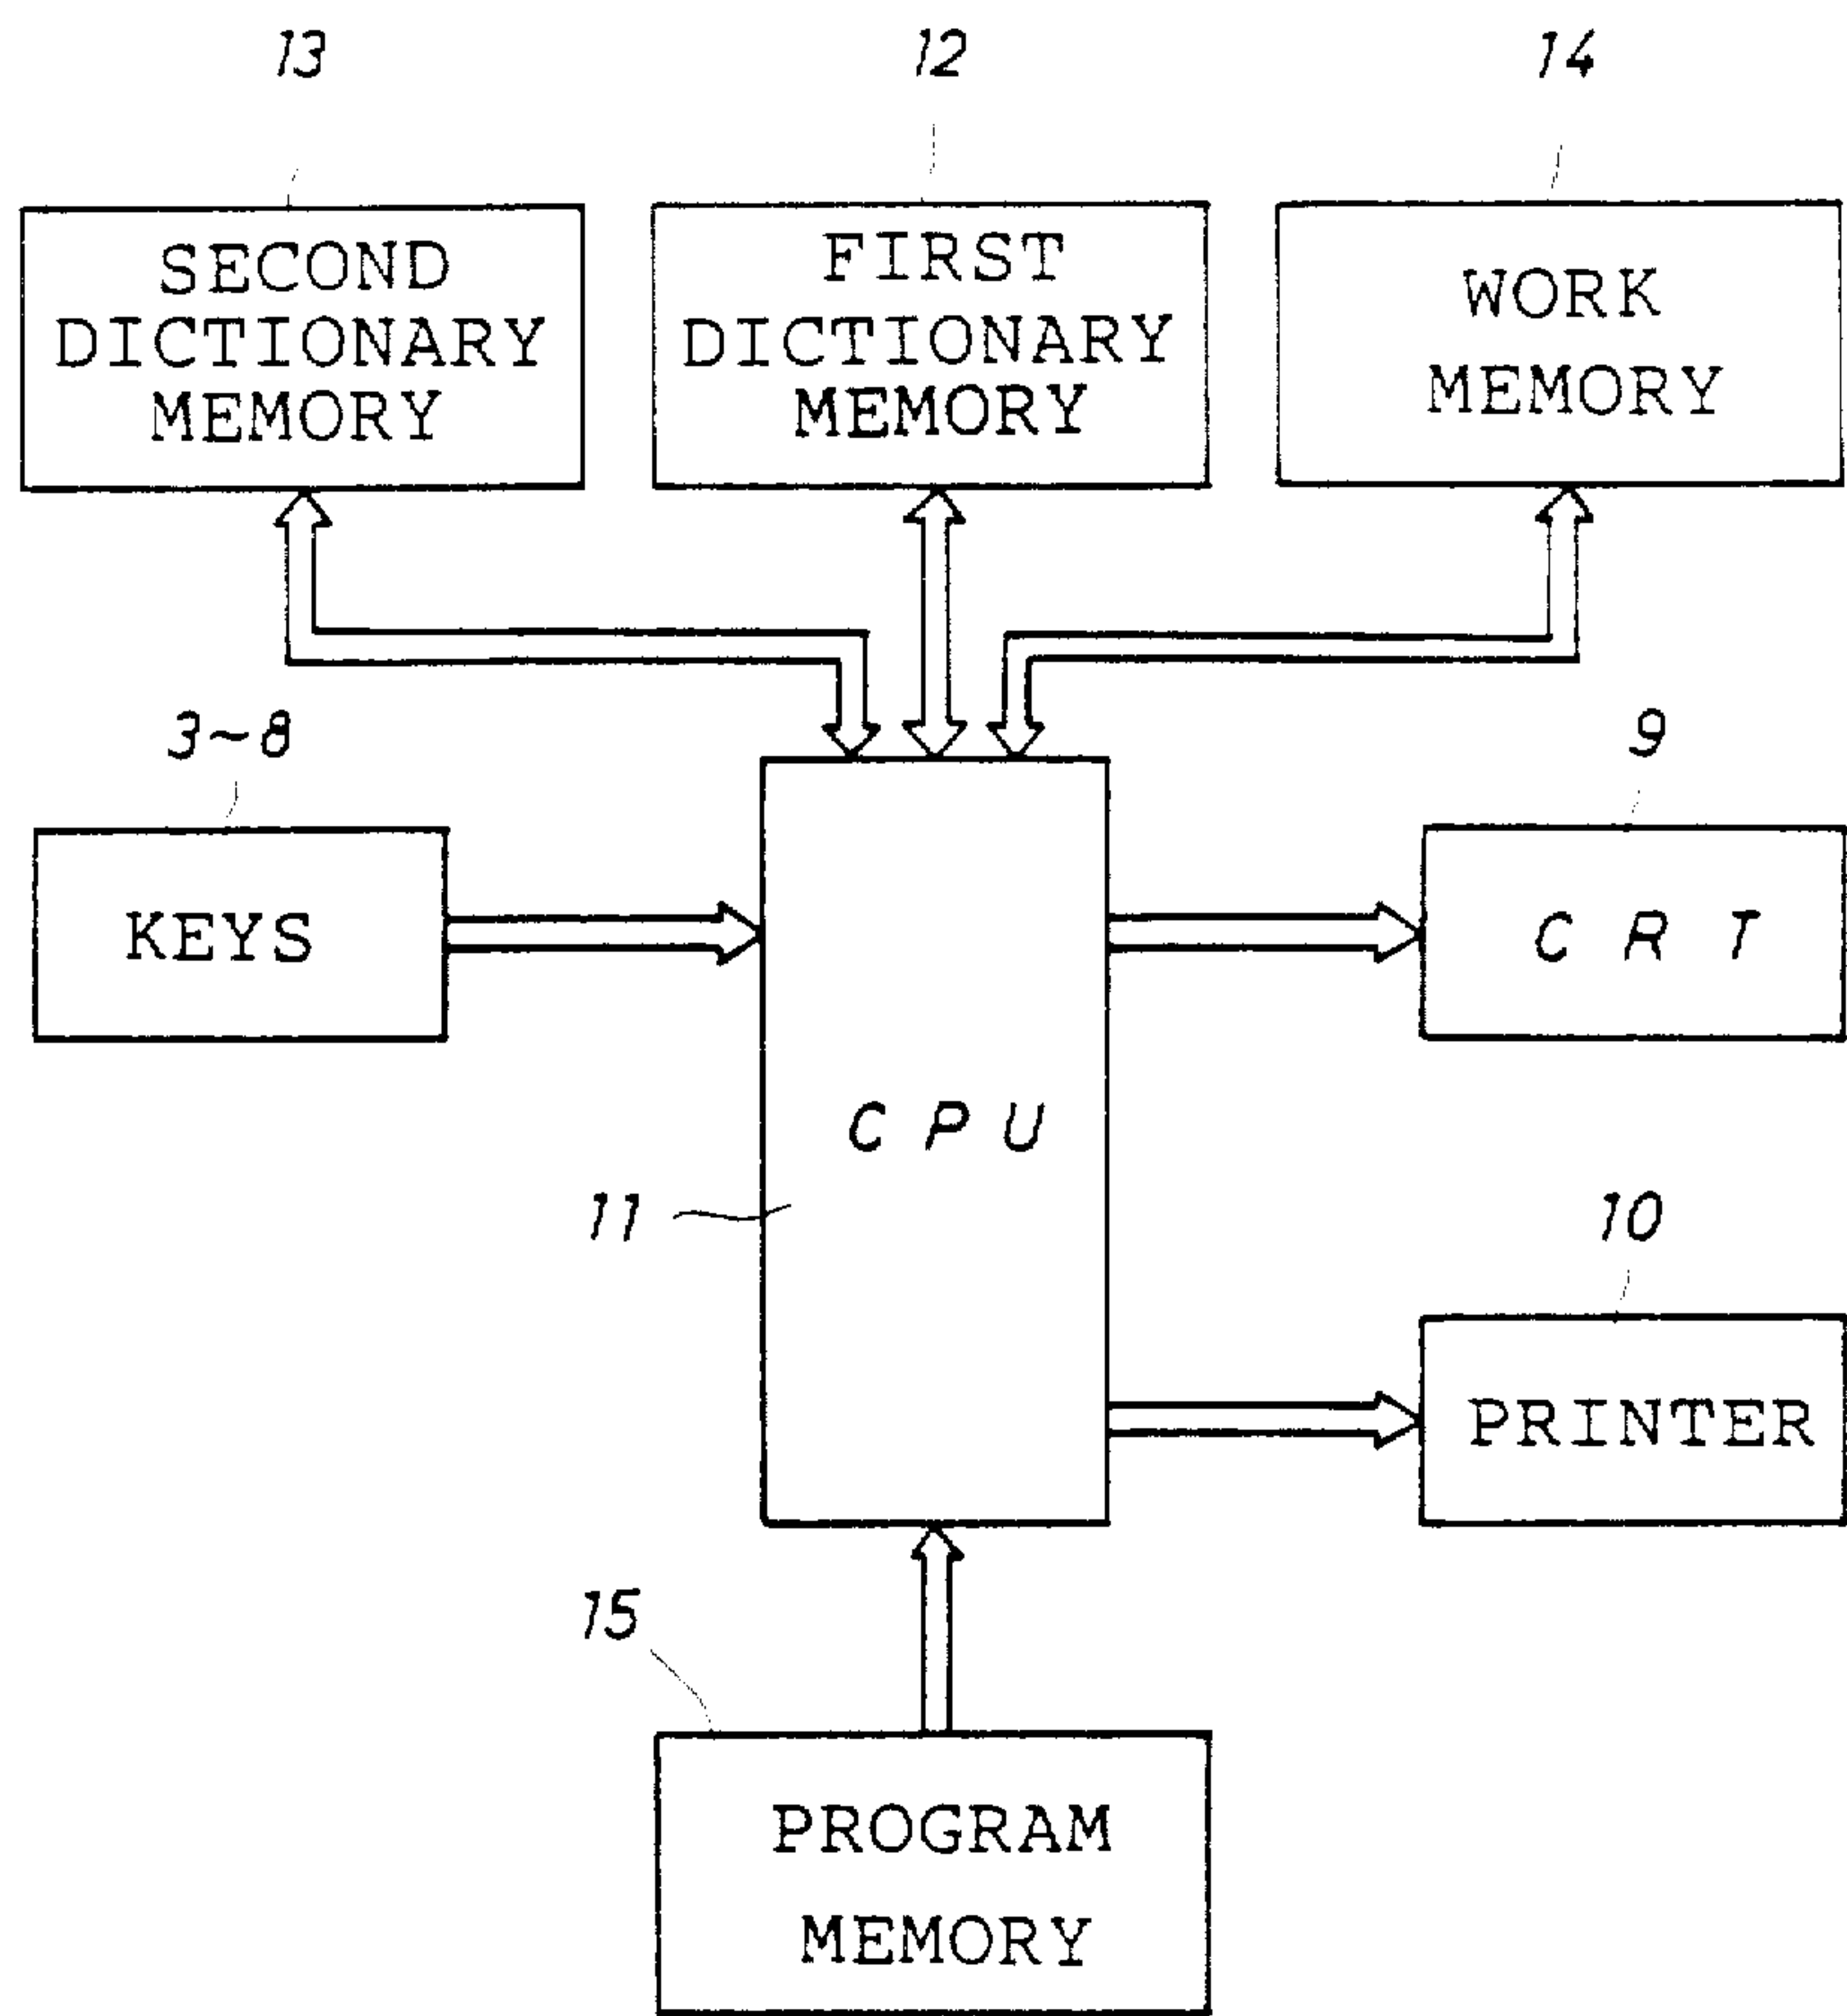 13
12
14
SECOND
DICTIONARY
MEMORY
FIRST
DICTIONARY
MEMORY
WORK
MEMORY
3~8
9
KEYS
C R T
C P U
11
10
PRINTER
15
PROGRAM
MEMORY